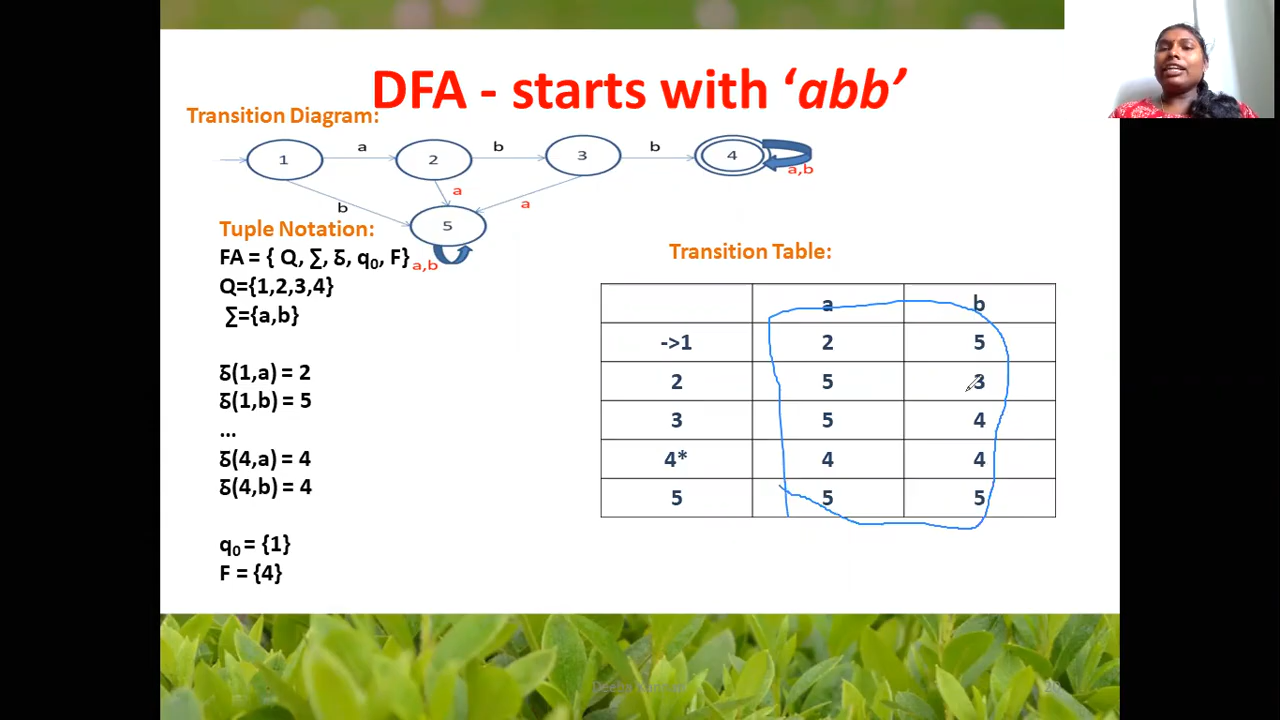 DFA - starts with ‘abb’
Transition Diagram:
1 a 2 b 3 b 4 a,b
b a a
5
a,b
Tuple Notation:
FA = { Q, ∑, δ, q₀, F}
Q={1,2,3,4}
∑={a,b}
δ(1,a) = 2
δ(1,b) = 5
...
δ(4,a) = 4
δ(4,b) = 4
q₀ = {1}
F = {4}
Transition Table:
a b
->1 2 5
2 5 3
3 5 4
4* 4 4
5 5 5